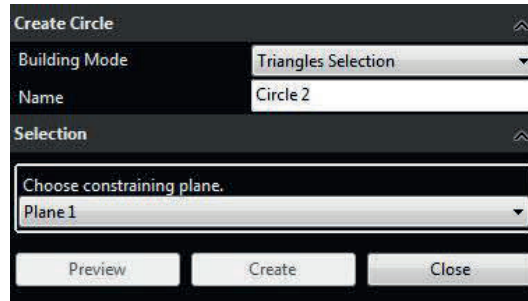 Create Circle
Building Mode Triangles Selection
Name Circle 2
Selection
Choose constraining plane.
Plane 1
Preview Create Close